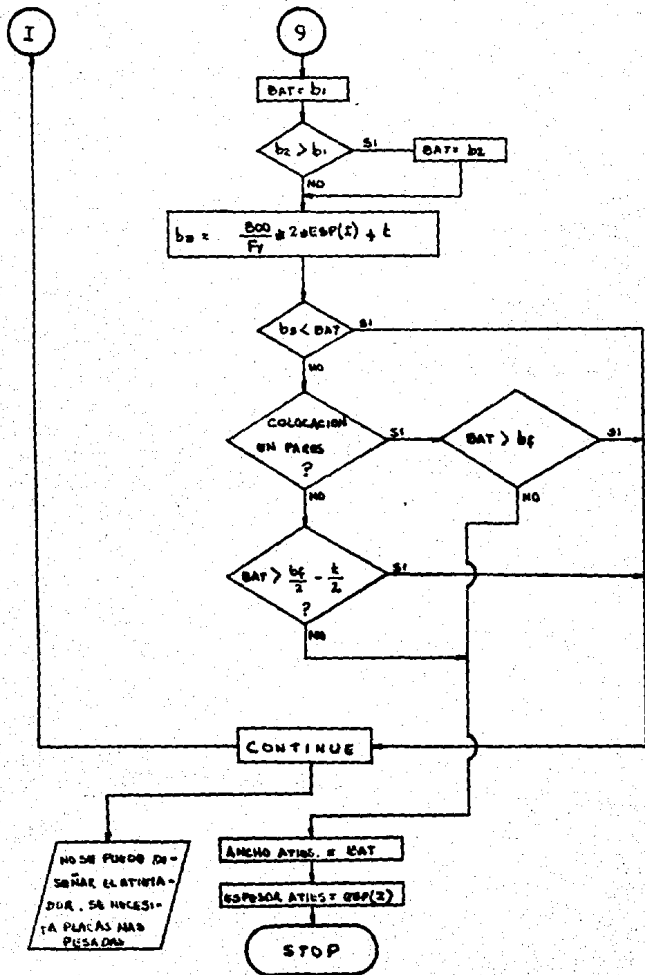 I
9
BAT= b1
b2 > b1
SI
BAT= b2
NO
b3 = 800/Fy * 2*ESP(I) + t
b3 < BAT
SI
NO
COLOCACION
EN PARES
?
SI
BAT > bf
SI
NO
NO
BAT > bf/2 - t/2
?
SI
NO
CONTINUE
NO SE PUEDE DI-
SEÑAR EL ATIESA-
DOR. SE NECESI-
TA PLACAS MAS
PESADAS
ANCHO ATIES. = BAT
ESPESOR ATIES= ESP(I)
STOP